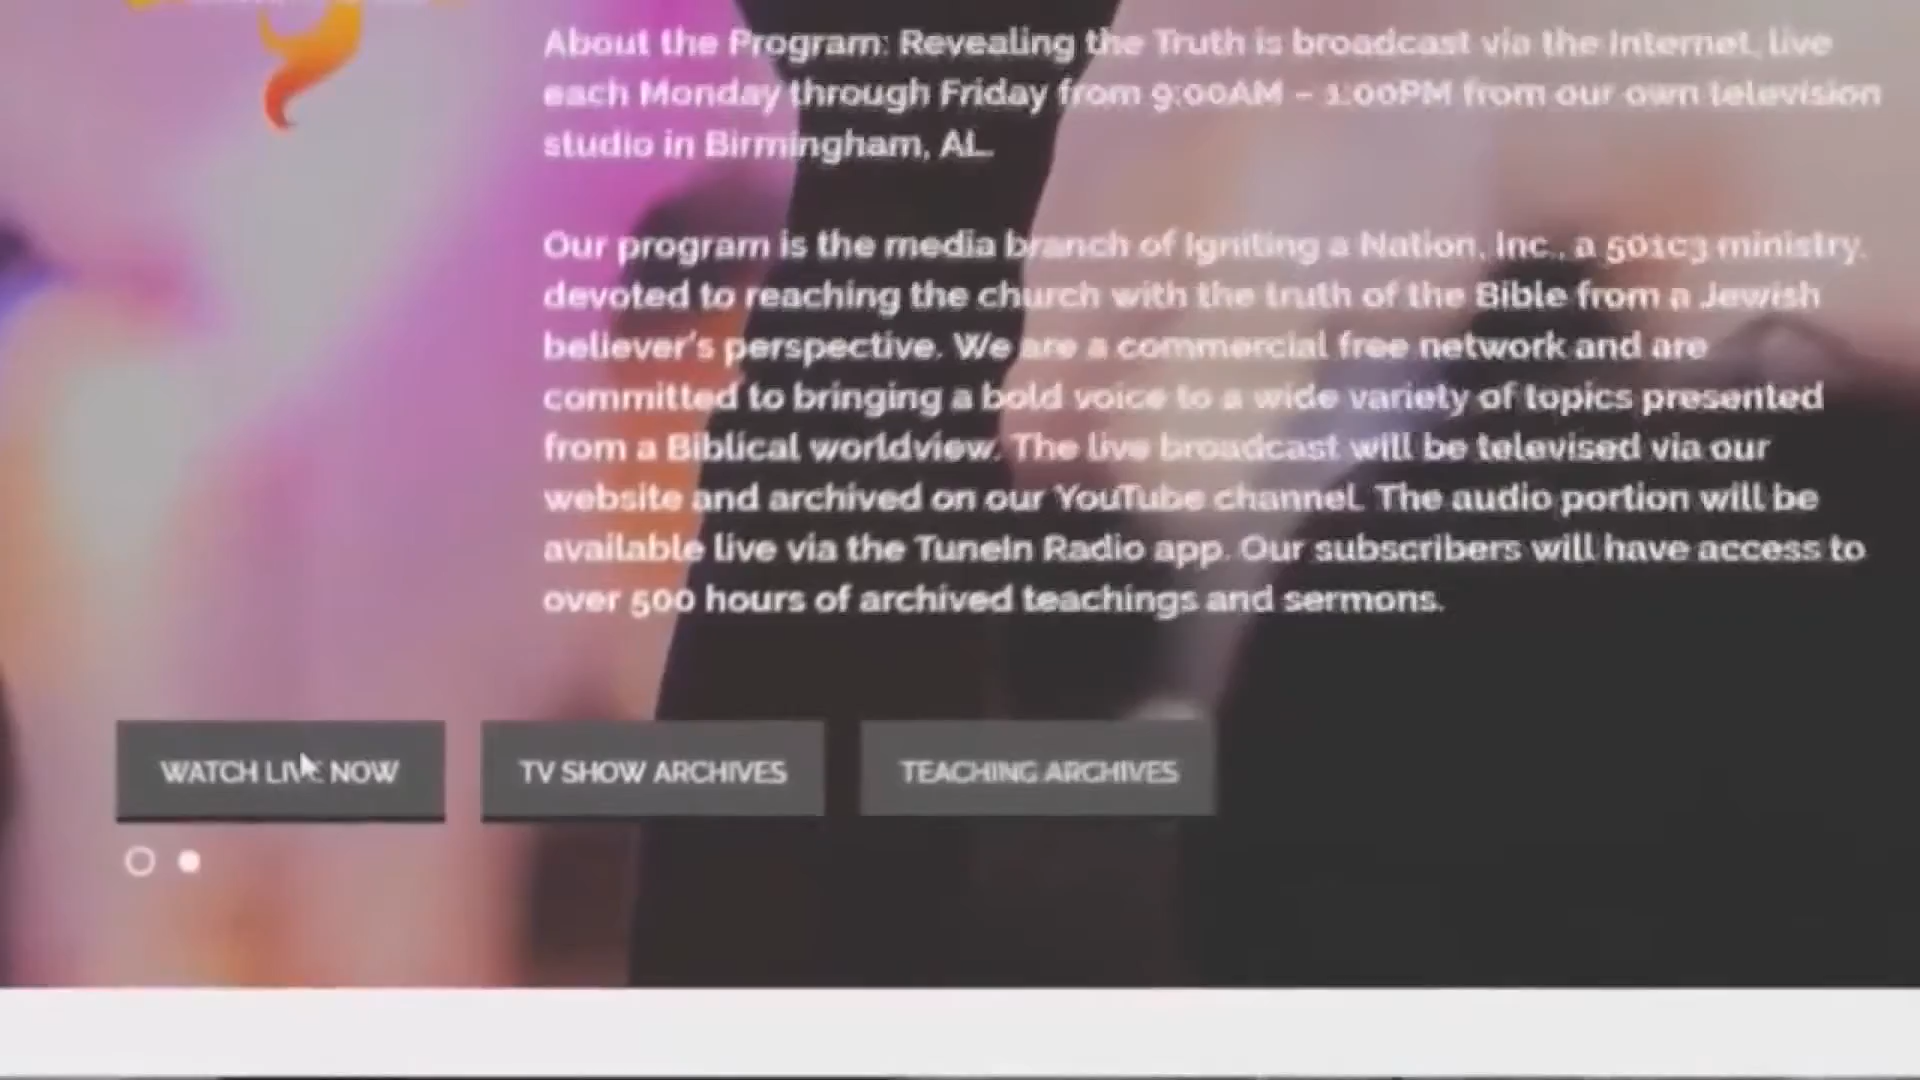 About the Program: Revealing the Truth is broadcast via the Internet, live
each Monday through Friday from 9:00AM – 1:00PM from our own television
studio in Birmingham, AL.
Our program is the media branch of Igniting a Nation, Inc., a 501c3 ministry,
devoted to reaching the church with the truth of the Bible from a Jewish
believer's perspective. We are a commercial free network and are
committed to bringing a bold voice to a wide variety of topics presented
from a Biblical worldview. The live broadcast will be televised via our
website and archived on our YouTube channel. The audio portion will be
available live via the TuneIn Radio app. Our subscribers will have access to
over 500 hours of archived teachings and sermons.
WATCH LIVE NOW
TV SHOW ARCHIVES
TEACHING ARCHIVES